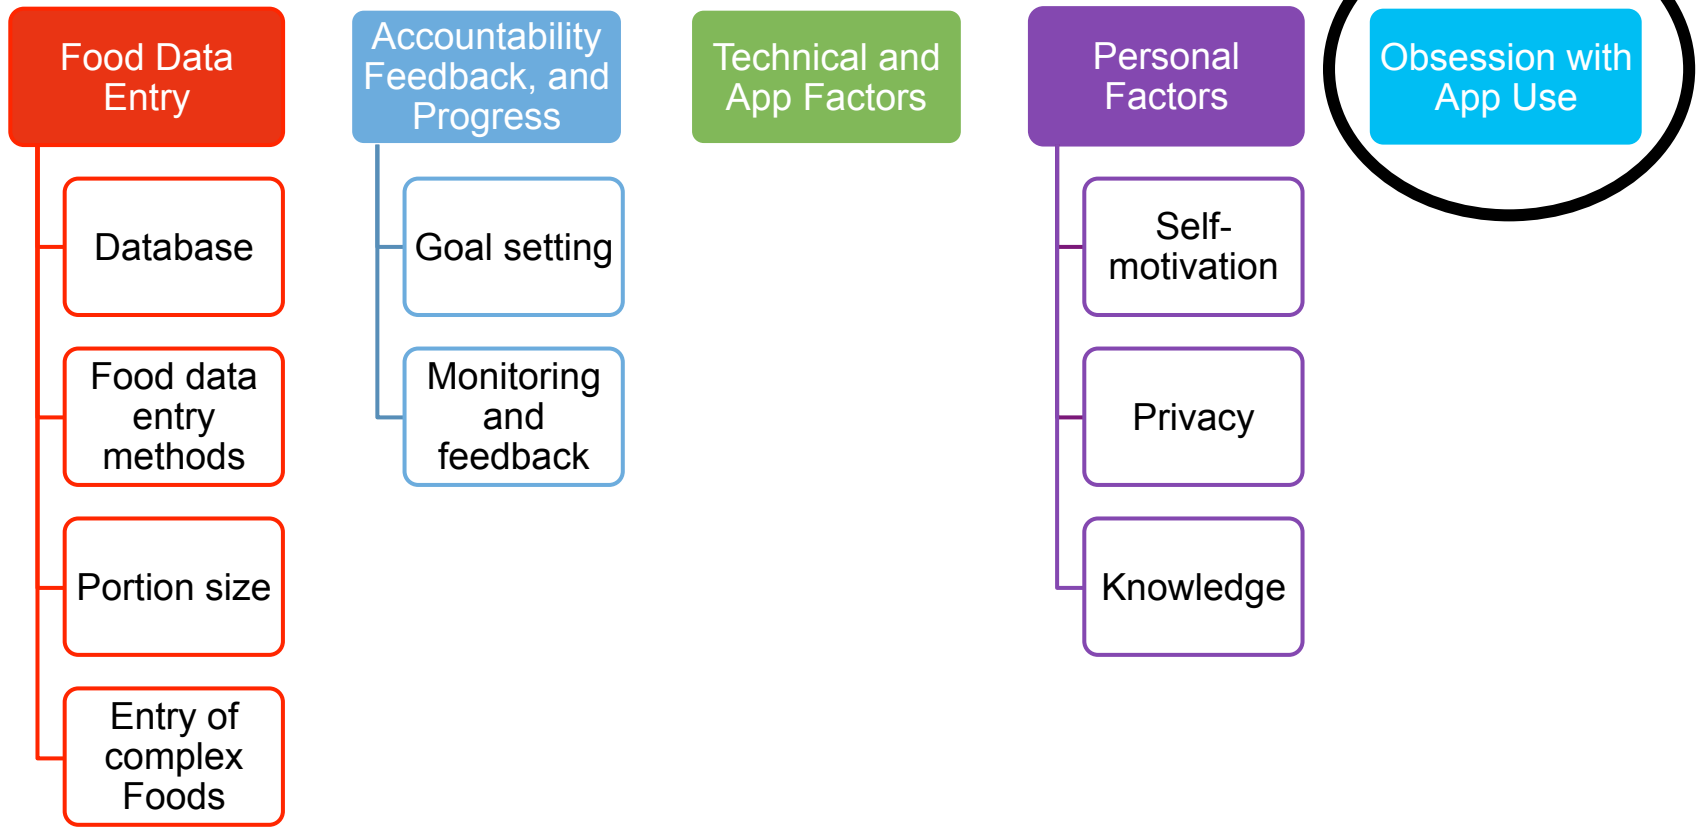 Food Data
Entry
Database
Food data
entry
methods
Portion size
Entry of
complex
Foods
Accountability
Feedback, and
Progress
Goal setting
Monitoring
and
feedback
Technical and
App Factors
Personal
Factors
Self-
motivation
Privacy
Knowledge
Obsession with
App Use